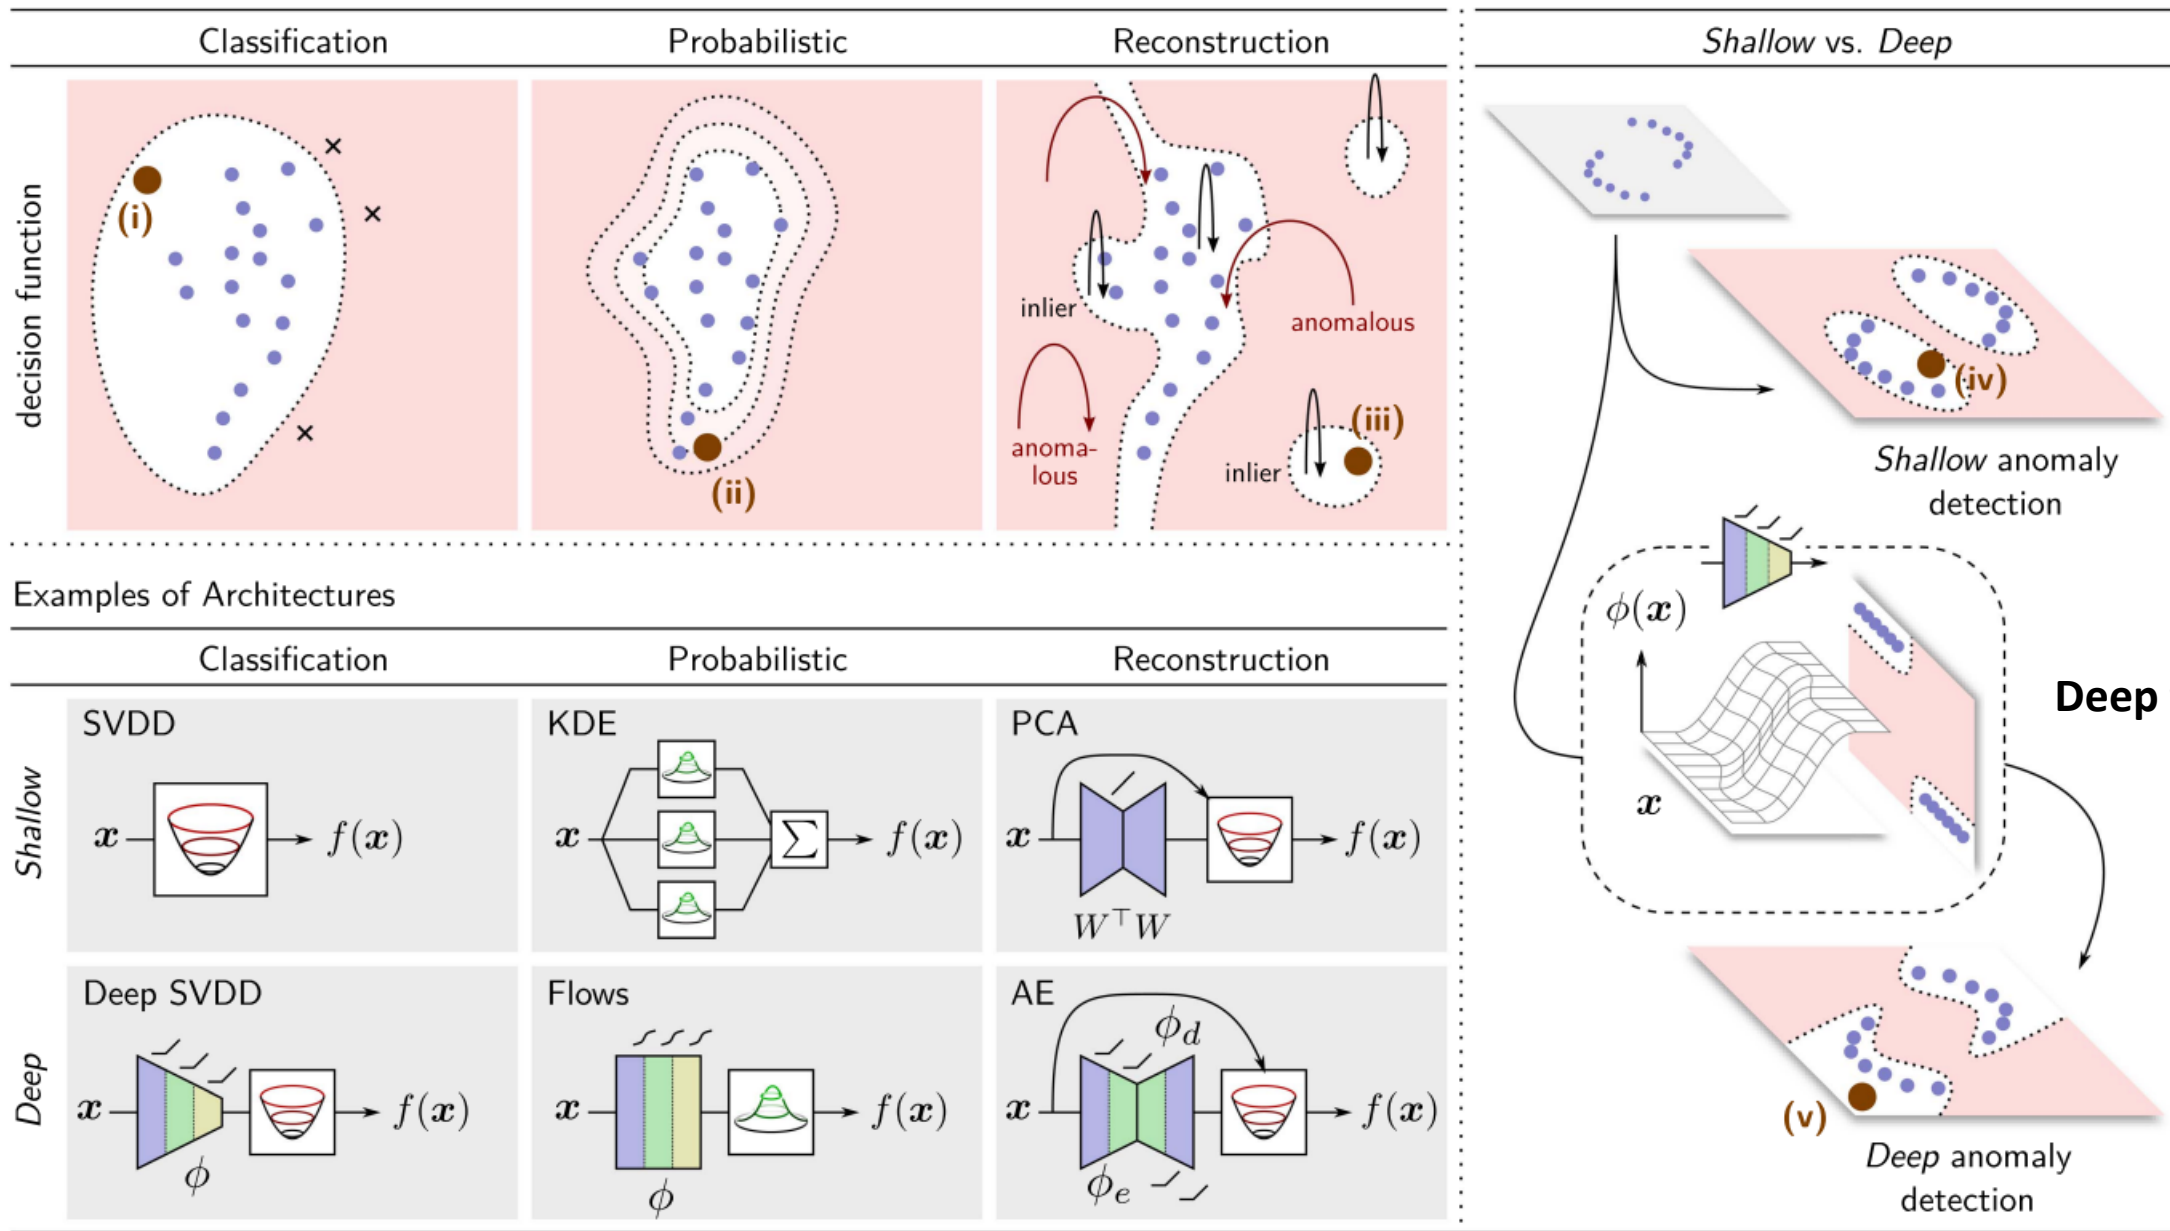 Classification
Probabilistic
Reconstruction
Shallow vs. Deep
decision function
(i)
(ii)
inlier
anomalous
anoma-
lous
inlier
(iii)
(iv)
Shallow anomaly
detection
Examples of Architectures
Classification
Probabilistic
Reconstruction
Shallow
SVDD
x
f(x)
KDE
x
∑
f(x)
PCA
x
W⊤W
f(x)
Deep
Deep SVDD
x
ϕ
f(x)
Flows
x
ϕ
f(x)
AE
x
ϕe
ϕd
f(x)
ϕ(x)
x
Deep
(v)
Deep anomaly
detection